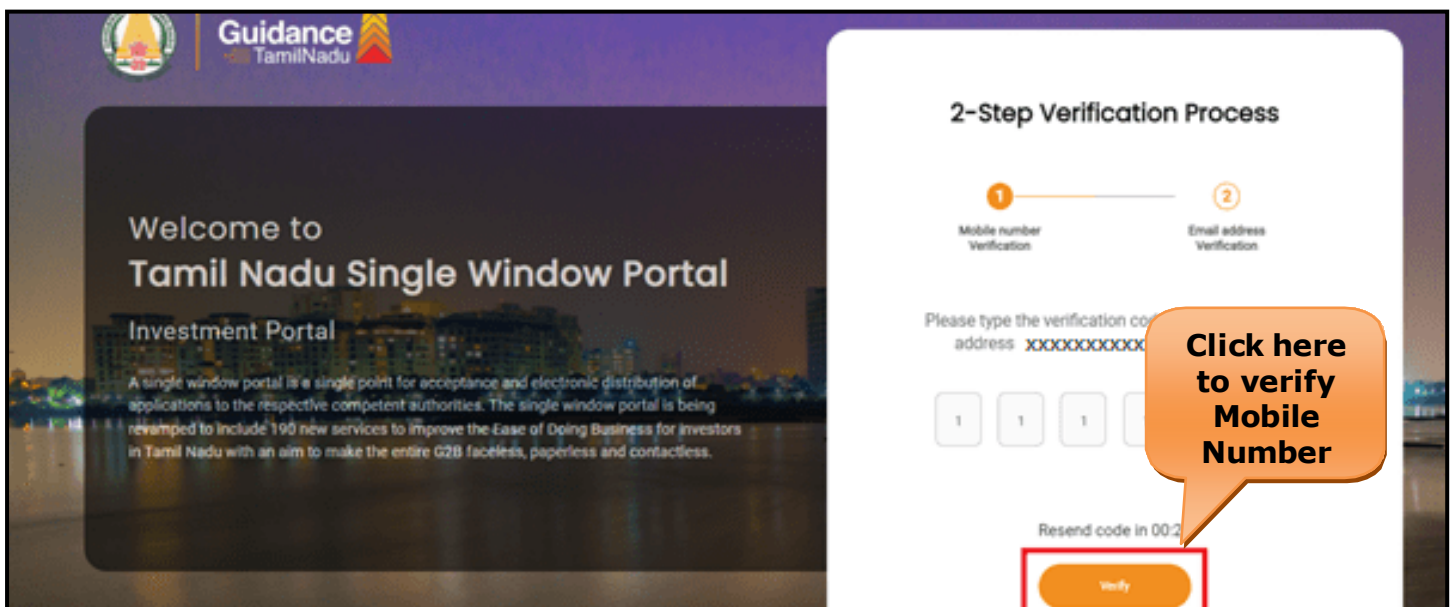 Guidance
TamilNadu
Welcome to
Tamil Nadu Single Window Portal
Investment Portal
A single window portal is a single point for acceptance and electronic distribution of
applications to the respective competent authorities. The single window portal is being
revamped to include 190 new services to improve the Ease of Doing Business for investors
in Tamil Nadu with an aim to make the entire G2B faceless, paperless and contactless.
2-Step Verification Process
1
2
Mobile number
Verification
Email address
Verification
Please type the verification
address XXXXXXXXXXX
1 1 1
Click here
to verify
Mobile
Number
Resend code in 00:2
Verify